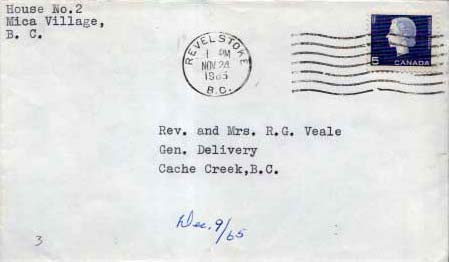 House No.2
Mica Village,
B. C.
REVELSTOKE
1 PM
NOV 24
1965
B.C.
5 CANADA
Rev. and Mrs. R.G. Veale
Gen. Delivery
Cache Creek,B.C.
Dec. 9/65
3